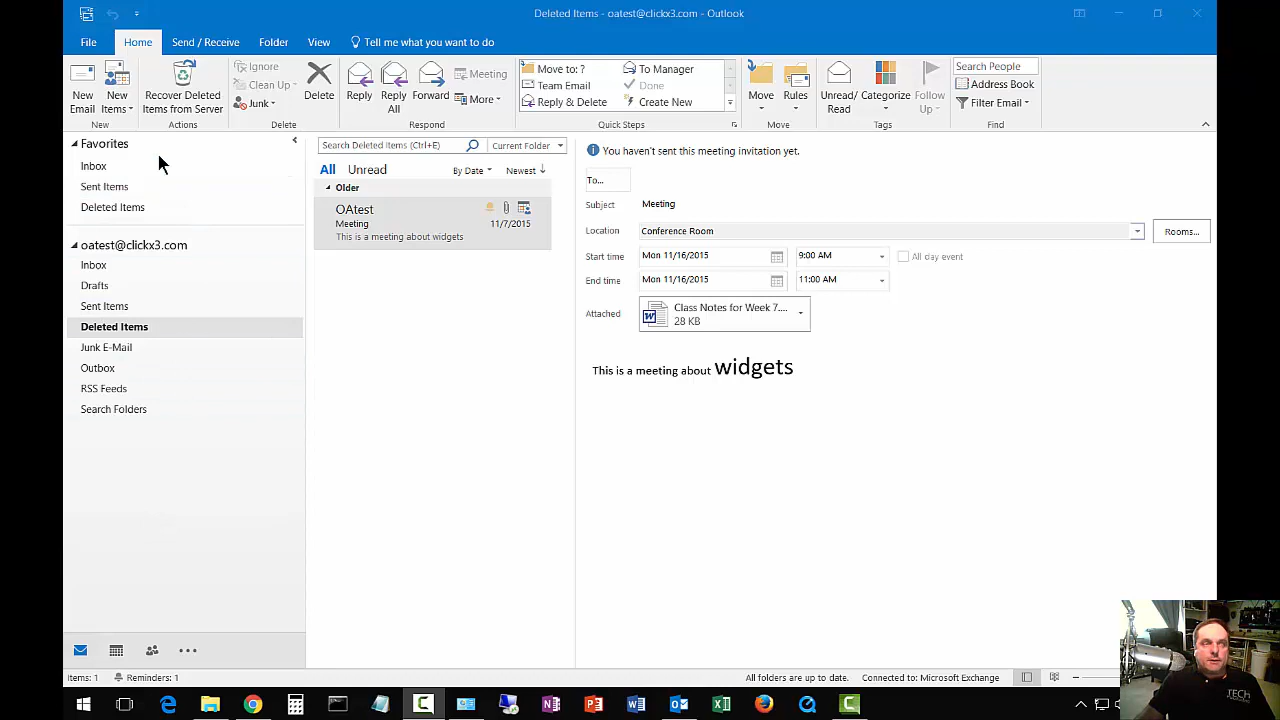 Deleted Items - oatest@clickx3.com - Outlook
File Home Send / Receive Folder View Tell me what you want to do
New Email
New Items
New
Recover Deleted Items from Server
Actions
Ignore
Clean Up
Junk
Delete
Delete
Reply
Reply All
Forward
Meeting
More
Respond
Move to: ?
Team Email
Reply & Delete
To Manager
Done
Create New
Quick Steps
Move
Rules
Move
Unread/ Read
Categorize
Follow Up
Tags
Search People
Address Book
Filter Email
Find
Favorites
Inbox
Sent Items
Deleted Items
oatest@clickx3.com
Inbox
Drafts
Sent Items
Deleted Items
Junk E-Mail
Outbox
RSS Feeds
Search Folders
Search Deleted Items (Ctrl+E) Current Folder
All Unread By Date Newest ↓
Older
OAtest
Meeting 11/7/2015
This is a meeting about widgets
You haven't sent this meeting invitation yet.
To...
Subject Meeting
Location Conference Room Rooms...
Start time Mon 11/16/2015 9:00 AM All day event
End time Mon 11/16/2015 11:00 AM
Attached Class Notes for Week 7....
28 KB
This is a meeting about widgets
Items: 1 Reminders: 1 All folders are up to date. Connected to: Microsoft Exchange